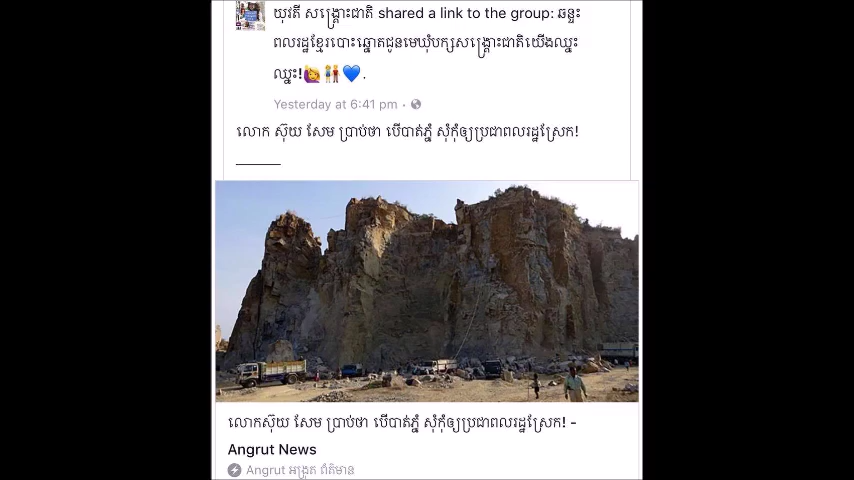 យុវតី សង្គ្រោះជាតិ shared a link to the group: ឆន្ទះ
ពលរដ្ឋខ្មែរបោះឆ្នោតជូនមេឃុំបក្សសង្គ្រោះជាតិយើងឈ្នះ
ឈ្នះ!🙋👫💙.
Yesterday at 6:41 pm
លោក ស៊ុយ សែម ប្រាប់ថា បើបាត់ភ្នំ សុំកុំឲ្យប្រជាពលរដ្ឋស្រែក!
លោកស៊ុយ សែម ប្រាប់ថា បើបាត់ភ្នំ សុំកុំឲ្យប្រជាពលរដ្ឋស្រែក! -
Angrut News
Angrut អង្រុត ព័ត៌មាន